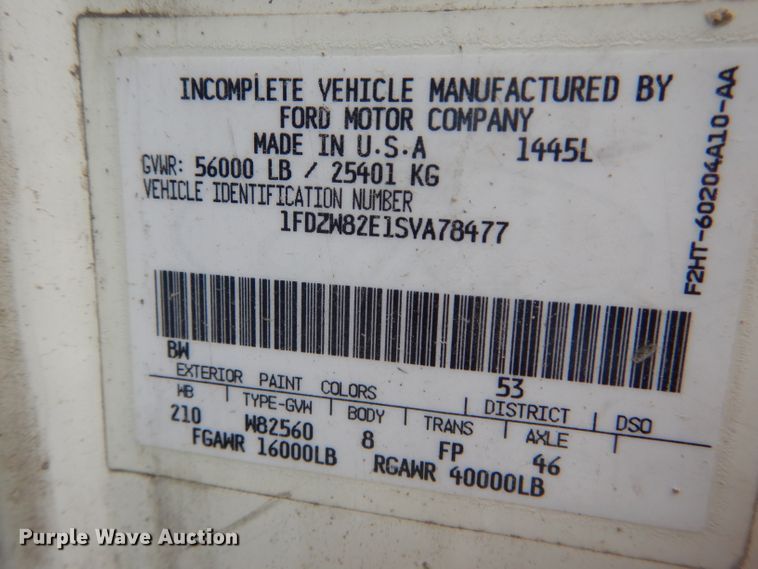 INCOMPLETE VEHICLE MANUFACTURED BY
FORD MOTOR COMPANY
MADE IN U.S.A 1445L
GVWR: 56000 LB / 25401 KG
VEHICLE IDENTIFICATION NUMBER
1FDZW82E1SVA78477
F2HT-60204A10-AA
BW 53
EXTERIOR PAINT COLORS DISTRICT DSO
WB TYPE-GVW BODY TRANS AXLE
210 W82560 8 FP 46
FGAWR 16000LB RGAWR 40000LB
Purple Wave Auction